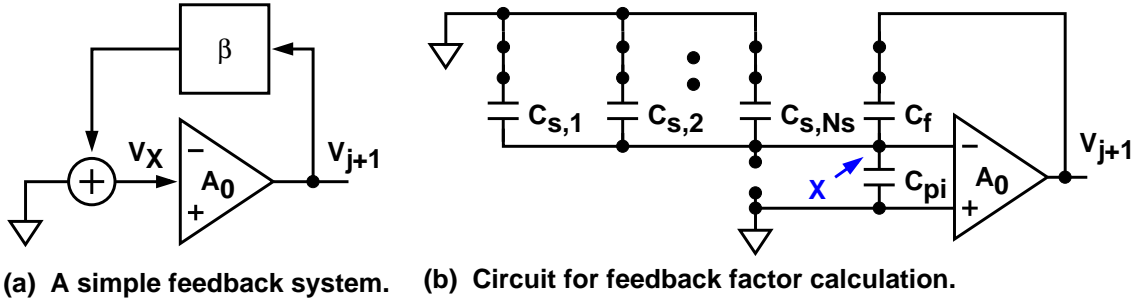 β
V_X
−
+
+
A_0
V_{j+1}
C_{s,1}
C_{s,2}
C_{s,Ns}
C_f
C_{pi}
X
−
+
A_0
V_{j+1}
(a) A simple feedback system.
(b) Circuit for feedback factor calculation.